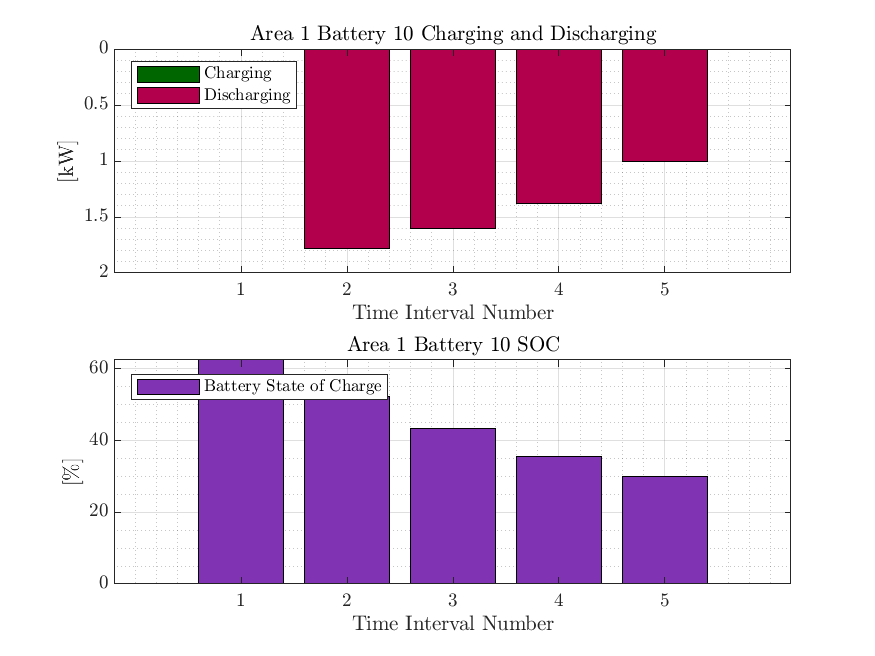 Area 1 Battery 10 Charging and Discharging
0
0.5
1
1.5
2
[kW]
Charging
Discharging
1 2 3 4 5
Time Interval Number
Area 1 Battery 10 SOC
60
40
20
0
[%]
Battery State of Charge
1 2 3 4 5
Time Interval Number